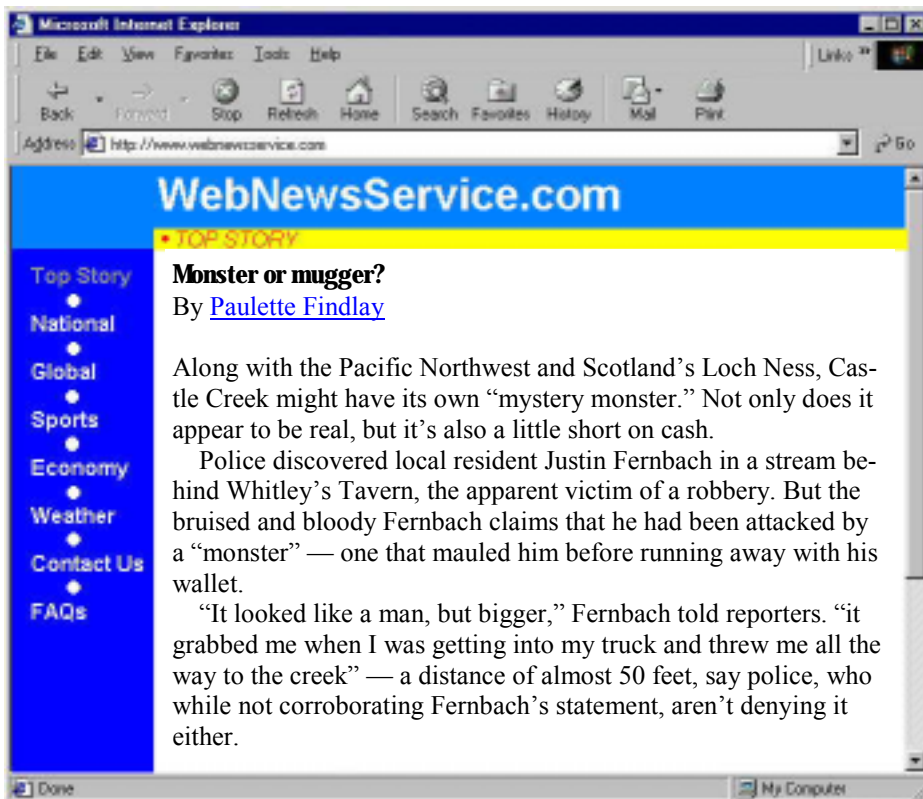 Microsoft Internet Explorer
File Edit View Favorites Tools Help Links »
Back Forward Stop Refresh Home Search Favorites History Mail Print
Address http://www.webnewsservice.com Go
WebNewsService.com
• TOP STORY
Top Story
National
Global
Sports
Economy
Weather
Contact Us
FAQs
Monster or mugger?
By Paulette Findlay
Along with the Pacific Northwest and Scotland’s Loch Ness, Cas-
tle Creek might have its own “mystery monster.” Not only does it
appear to be real, but it’s also a little short on cash.
Police discovered local resident Justin Fernbach in a stream be-
hind Whitley’s Tavern, the apparent victim of a robbery. But the
bruised and bloody Fernbach claims that he had been attacked by
a “monster” — one that mauled him before running away with his
wallet.
“It looked like a man, but bigger,” Fernbach told reporters. “it
grabbed me when I was getting into my truck and threw me all the
way to the creek” — a distance of almost 50 feet, say police, who
while not corroborating Fernbach’s statement, aren’t denying it
either.
Done My Computer